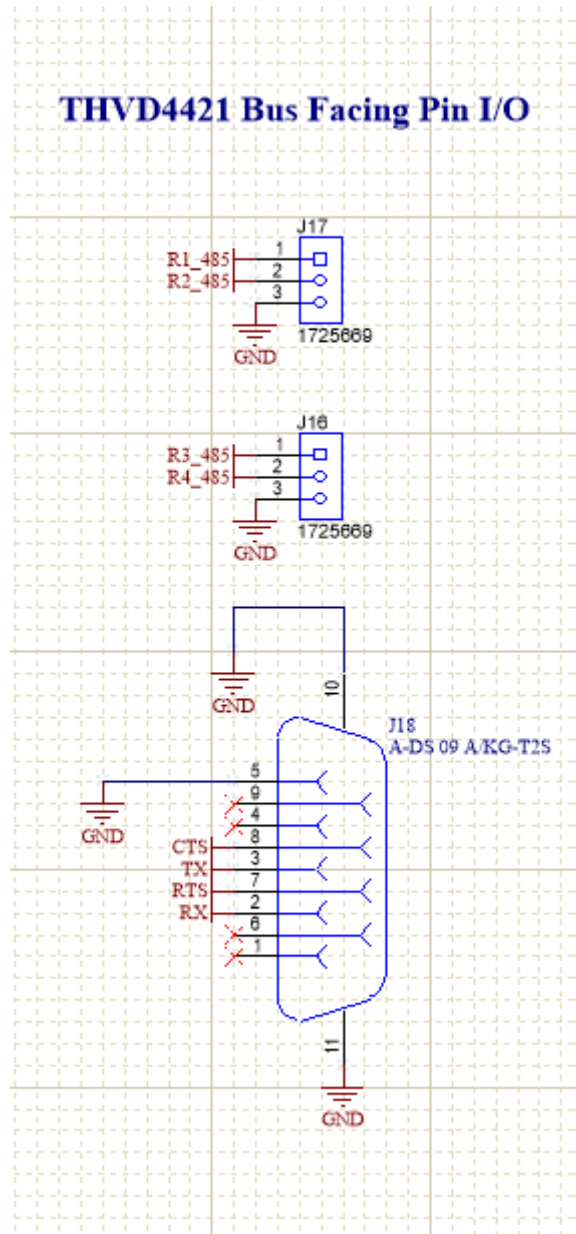 THVD4421 Bus Facing Pin I/O
J17
R1_485 1
R2_485 2
3
GND
1725669
J16
R3_485 1
R4_485 2
3
GND
1725669
GND
10
J18
A-DS 09 A/KG-T2S
5
GND
9
4
CTS 8
TX 3
RTS 7
RX 2
6
1
11
GND